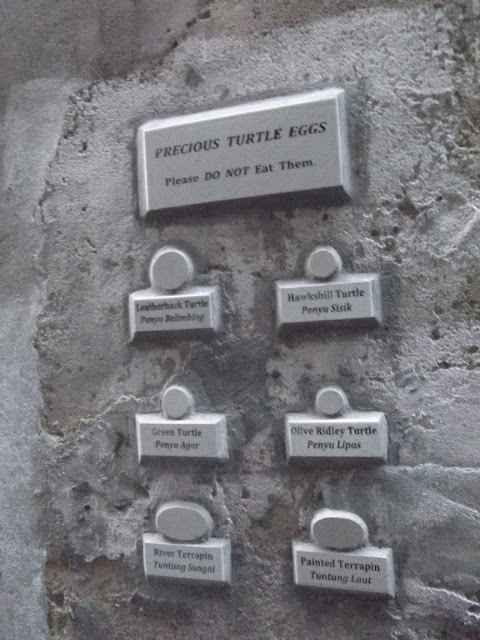 PRECIOUS TURTLE EGGS
Please DO NOT Eat Them.
Leatherback Turtle
Penyu Belimbing
Hawksbill Turtle
Penyu Sisik
Green Turtle
Penyu Agar
Olive Ridley Turtle
Penyu Lipas
River Terrapin
Tuntung Sungai
Painted Terrapin
Tuntung Laut